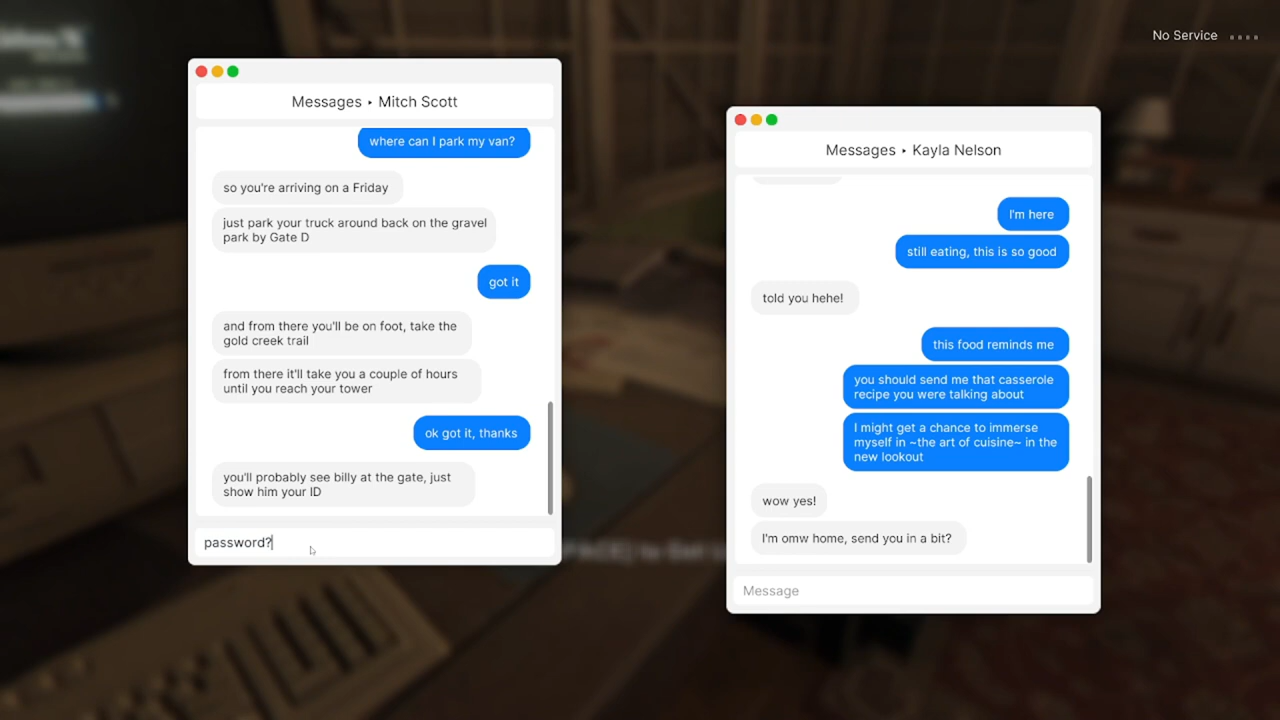 No Service
Messages ‣ Mitch Scott
where can I park my van?
so you're arriving on a Friday
just park your truck around back on the gravel
park by Gate D
got it
and from there you'll be on foot, take the
gold creek trail
from there it'll take you a couple of hours
until you reach your tower
ok got it, thanks
you'll probably see billy at the gate, just
show him your ID
password?
Messages ‣ Kayla Nelson
I'm here
still eating, this is so good
told you hehe!
this food reminds me
you should send me that casserole
recipe you were talking about
I might get a chance to immerse
myself in ~the art of cuisine~ in the
new lookout
wow yes!
I'm omw home, send you in a bit?
Message